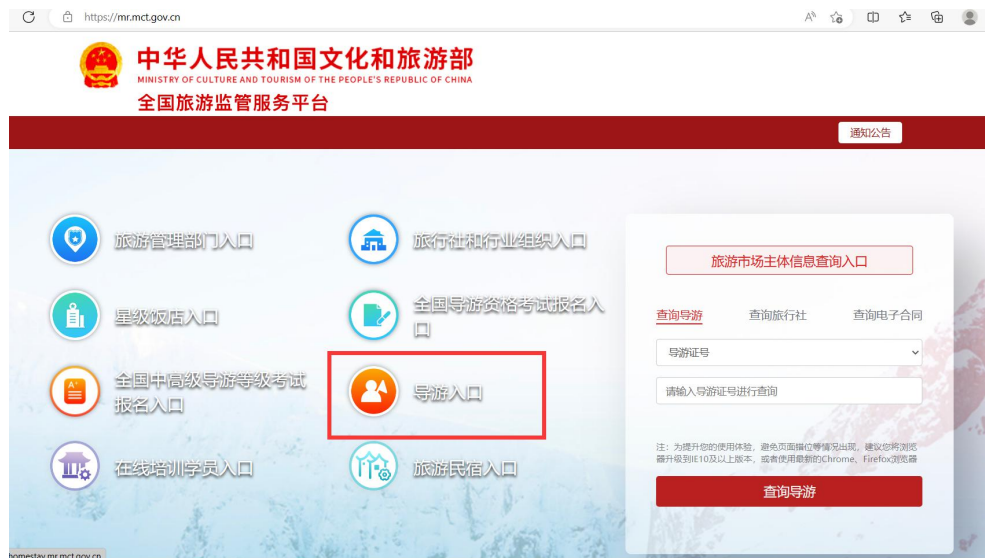 https://mr.mct.gov.cn
中华人民共和国文化和旅游部
MINISTRY OF CULTURE AND TOURISM OF THE PEOPLE'S REPUBLIC OF CHINA
全国旅游监管服务平台
通知公告
旅游管理部门入口
旅行社和行业组织入口
星级饭店入口
全国导游资格考试报名入
口
全国中高级导游等级考试
报名入口
导游入口
在线培训学员入口
旅游民宿入口
旅游市场主体信息查询入口
查询导游 查询旅行社 查询电子合同
导游证号
请输入导游证号进行查询
注：为提升您的使用体验，避免页面错位等情况出现，建议您将浏览
器升级到IE10及以上版本，或者使用最新的Chrome、Firefox浏览器
查询导游
homestay.mr.mct.gov.cn